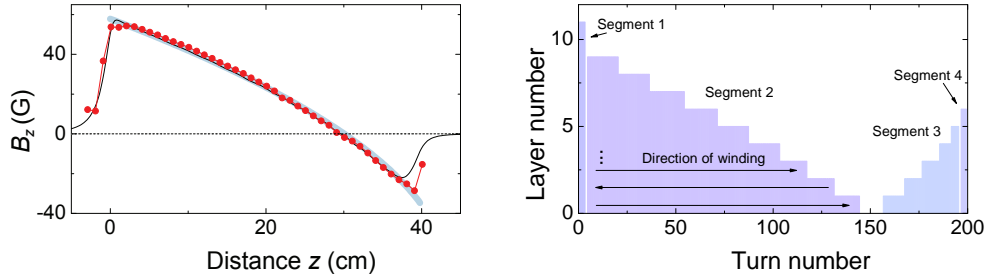 40
0
-40
B_z (G)
0
20
40
Distance z (cm)
10
5
0
Layer number
Segment 1
Segment 2
Segment 4
Segment 3
Direction of winding
0
50
100
150
200
Turn number